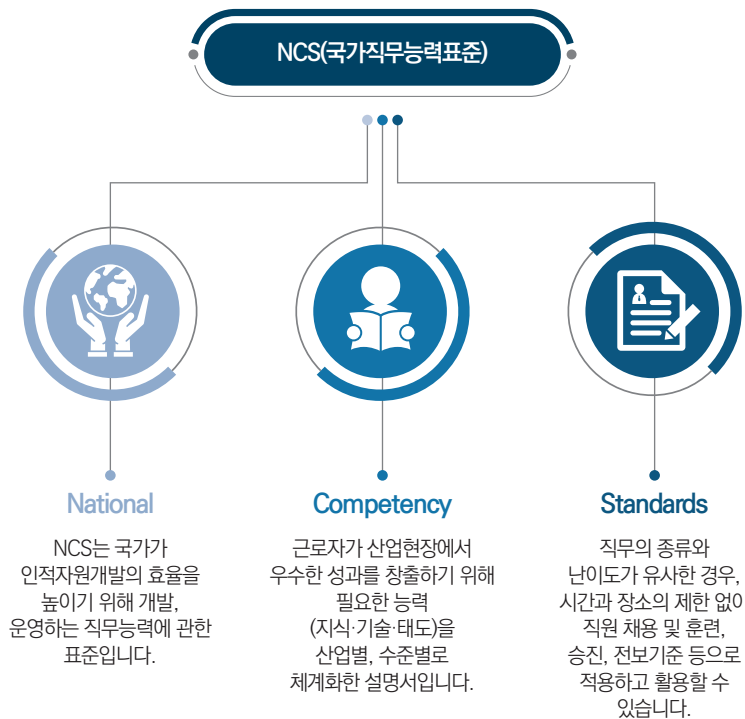 NCS(국가직무능력표준)
National
NCS는 국가가
인적자원개발의 효율을
높이기 위해 개발,
운영하는 직무능력에 관한
표준입니다.
Competency
근로자가 산업현장에서
우수한 성과를 창출하기 위해
필요한 능력
(지식·기술·태도)을
산업별, 수준별로
체계화한 설명서입니다.
Standards
직무의 종류와
난이도가 유사한 경우,
시간과 장소의 제한 없이
직원 채용 및 훈련,
승진, 전보기준 등으로
적용하고 활용할 수
있습니다.